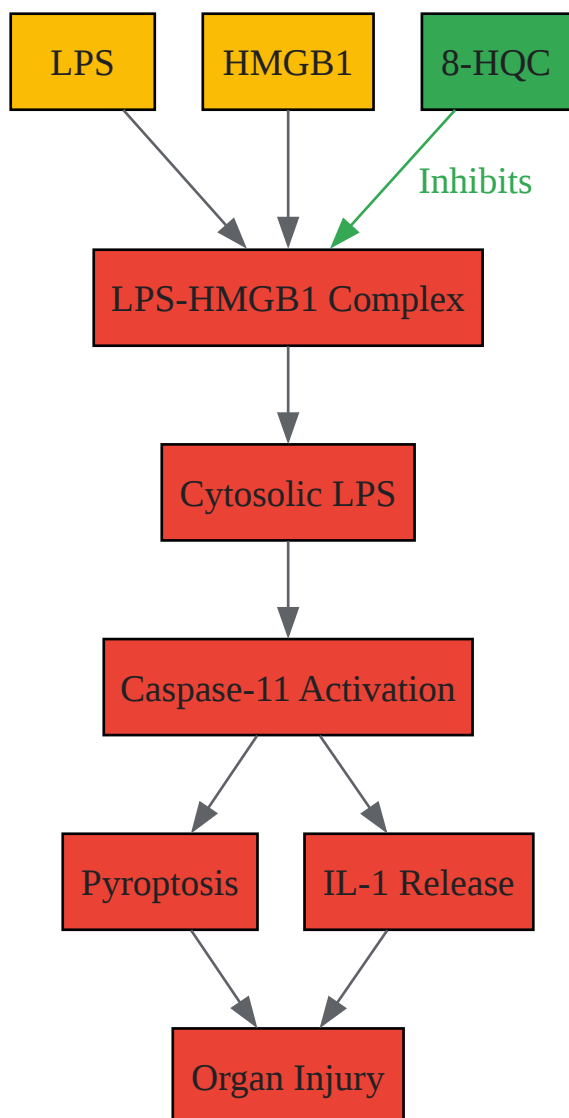 LPS
HMGB1
8-HQC
Inhibits
LPS-HMGB1 Complex
Cytosolic LPS
Caspase-11 Activation
Pyroptosis
IL-1 Release
Organ Injury